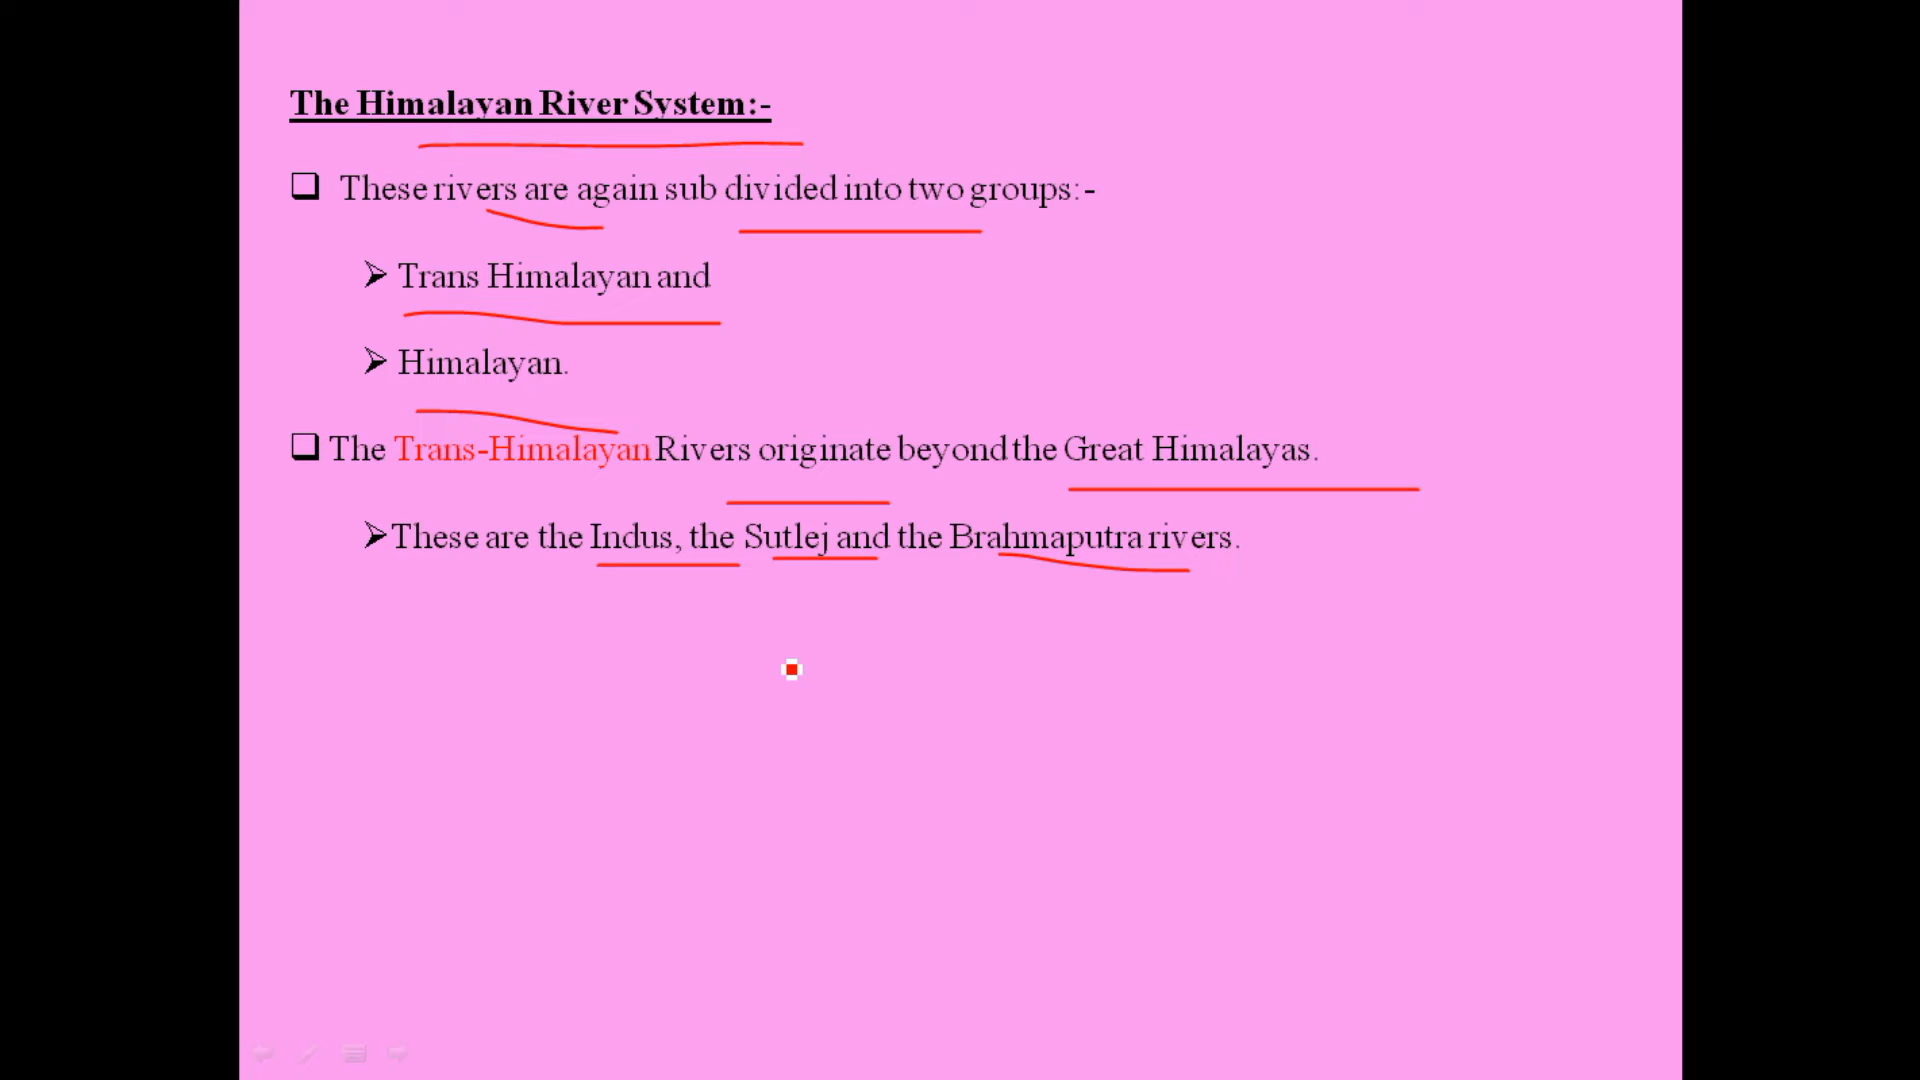 The Himalayan River System:-
These rivers are again sub divided into two groups:-
Trans Himalayan and
Himalayan.
The Trans-Himalayan Rivers originate beyond the Great Himalayas.
These are the Indus, the Sutlej and the Brahmaputra rivers.